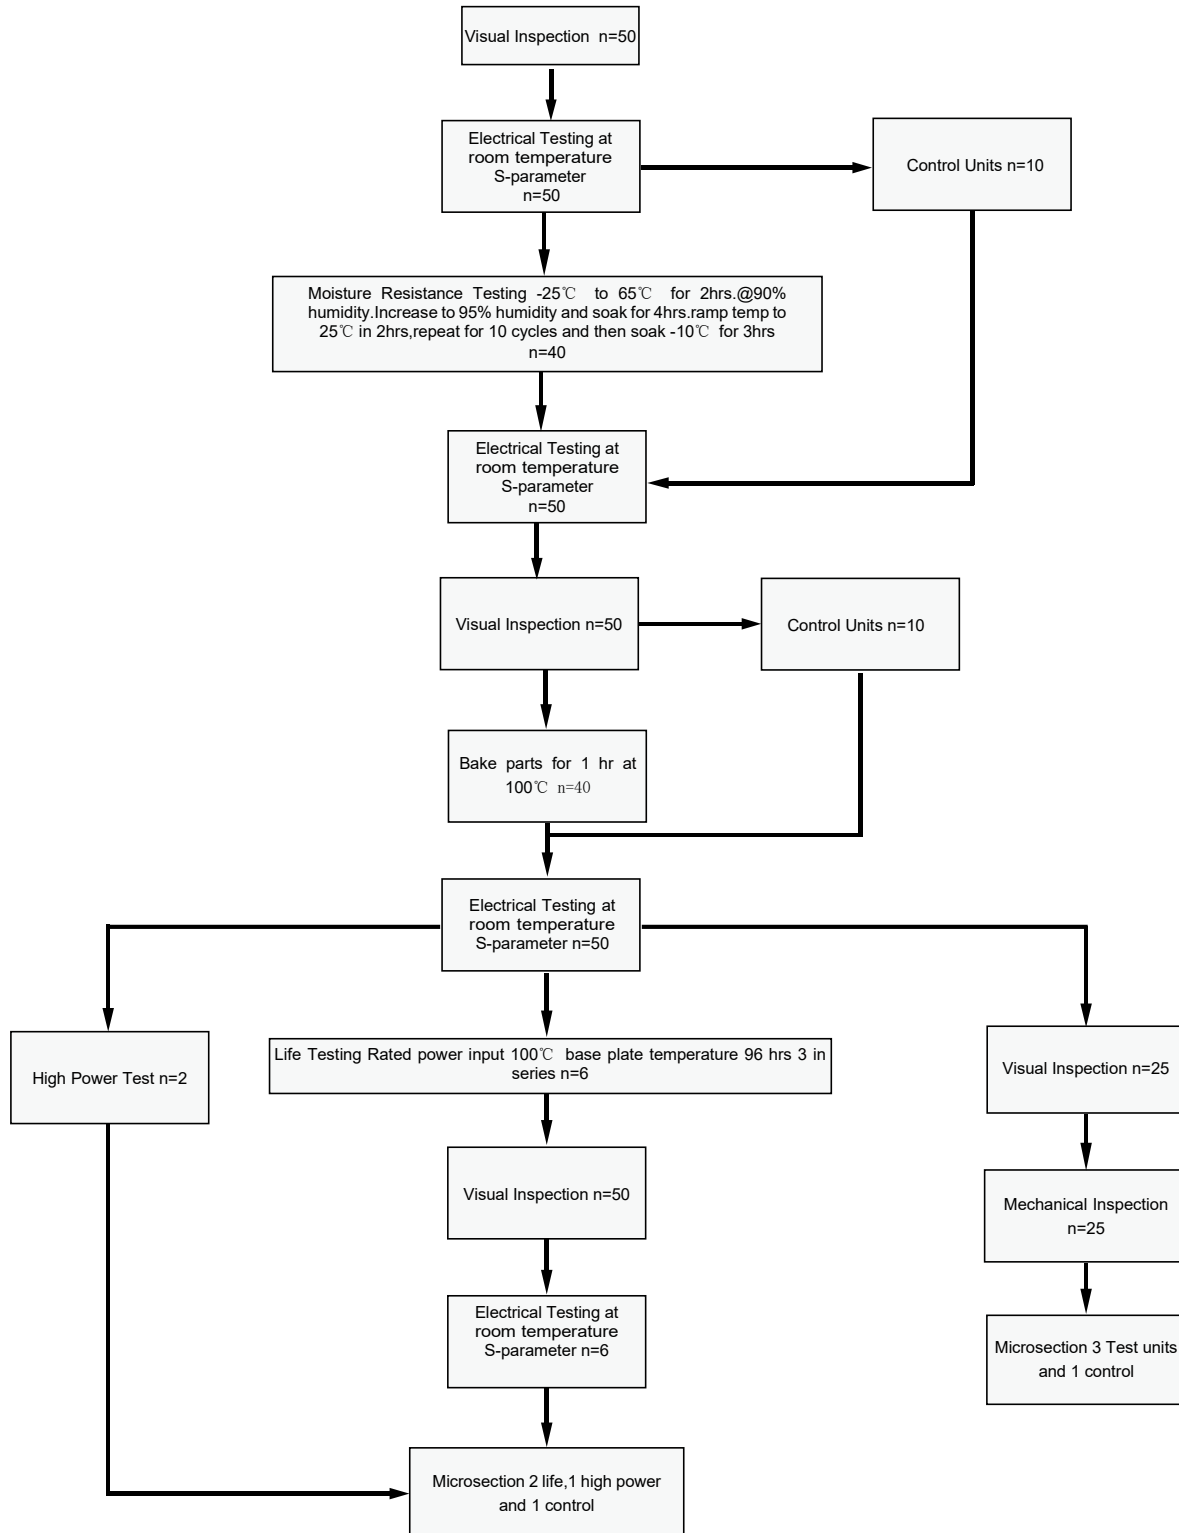 Visual Inspection n=50
Electrical Testing at
room temperature
S-parameter
n=50
Control Units n=10
Moisture Resistance Testing -25℃ to 65℃ for 2hrs.@90%
humidity.Increase to 95% humidity and soak for 4hrs.ramp temp to
25℃ in 2hrs,repeat for 10 cycles and then soak -10℃ for 3hrs
n=40
Electrical Testing at
room temperature
S-parameter
n=50
Visual Inspection n=50
Control Units n=10
Bake parts for 1 hr at
100℃ n=40
Electrical Testing at
room temperature
S-parameter n=50
High Power Test n=2
Life Testing Rated power input 100℃ base plate temperature 96 hrs 3 in
series n=6
Visual Inspection n=25
Visual Inspection n=50
Mechanical Inspection
n=25
Electrical Testing at
room temperature
S-parameter n=6
Microsection 3 Test units
and 1 control
Microsection 2 life,1 high power
and 1 control